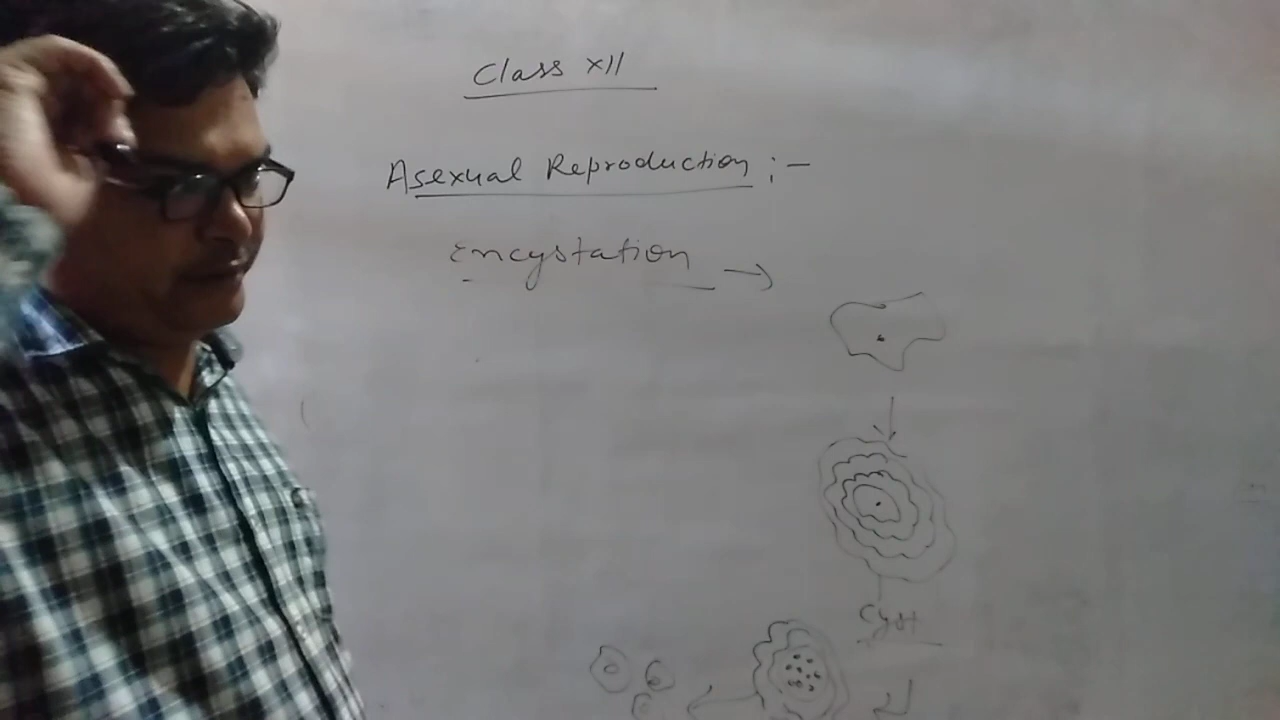 Class XII
Asexual Reproduction :-
Encystation →
Cyst